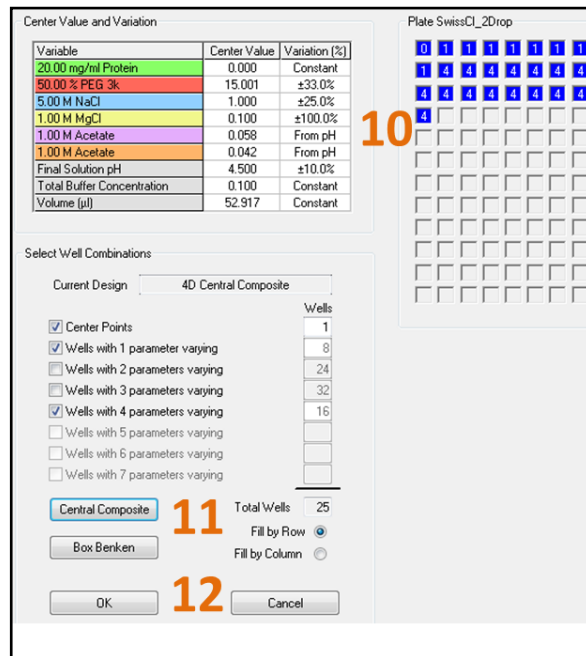 Center Value and Variation
Variable Center Value Variation (%)
20.00 mg/ml Protein 0.000 Constant
50.00 % PEG 3k 15.001 ±33.0%
5.00 M NaCl 1.000 ±25.0%
1.00 M MgCl 0.100 ±100.0%
1.00 M Acetate 0.058 From pH
1.00 M Acetate 0.042 From pH
Final Solution pH 4.500 ±10.0%
Total Buffer Concentration 0.100 Constant
Volume (µl) 52.917 Constant
10
Plate SwissCI_2Drop
0 1 1 1 1 1 1 1
1 4 4 4 4 4 4 4
4 4 4 4 4 4 4 4
4
Select Well Combinations
Current Design 4D Central Composite
Wells
Center Points 1
Wells with 1 parameter varying 8
Wells with 2 parameters varying 24
Wells with 3 parameters varying 32
Wells with 4 parameters varying 16
Wells with 5 parameters varying
Wells with 6 parameters varying
Wells with 7 parameters varying
Central Composite 11 Total Wells 25
Fill by Row
Box Benken Fill by Column
OK 12 Cancel